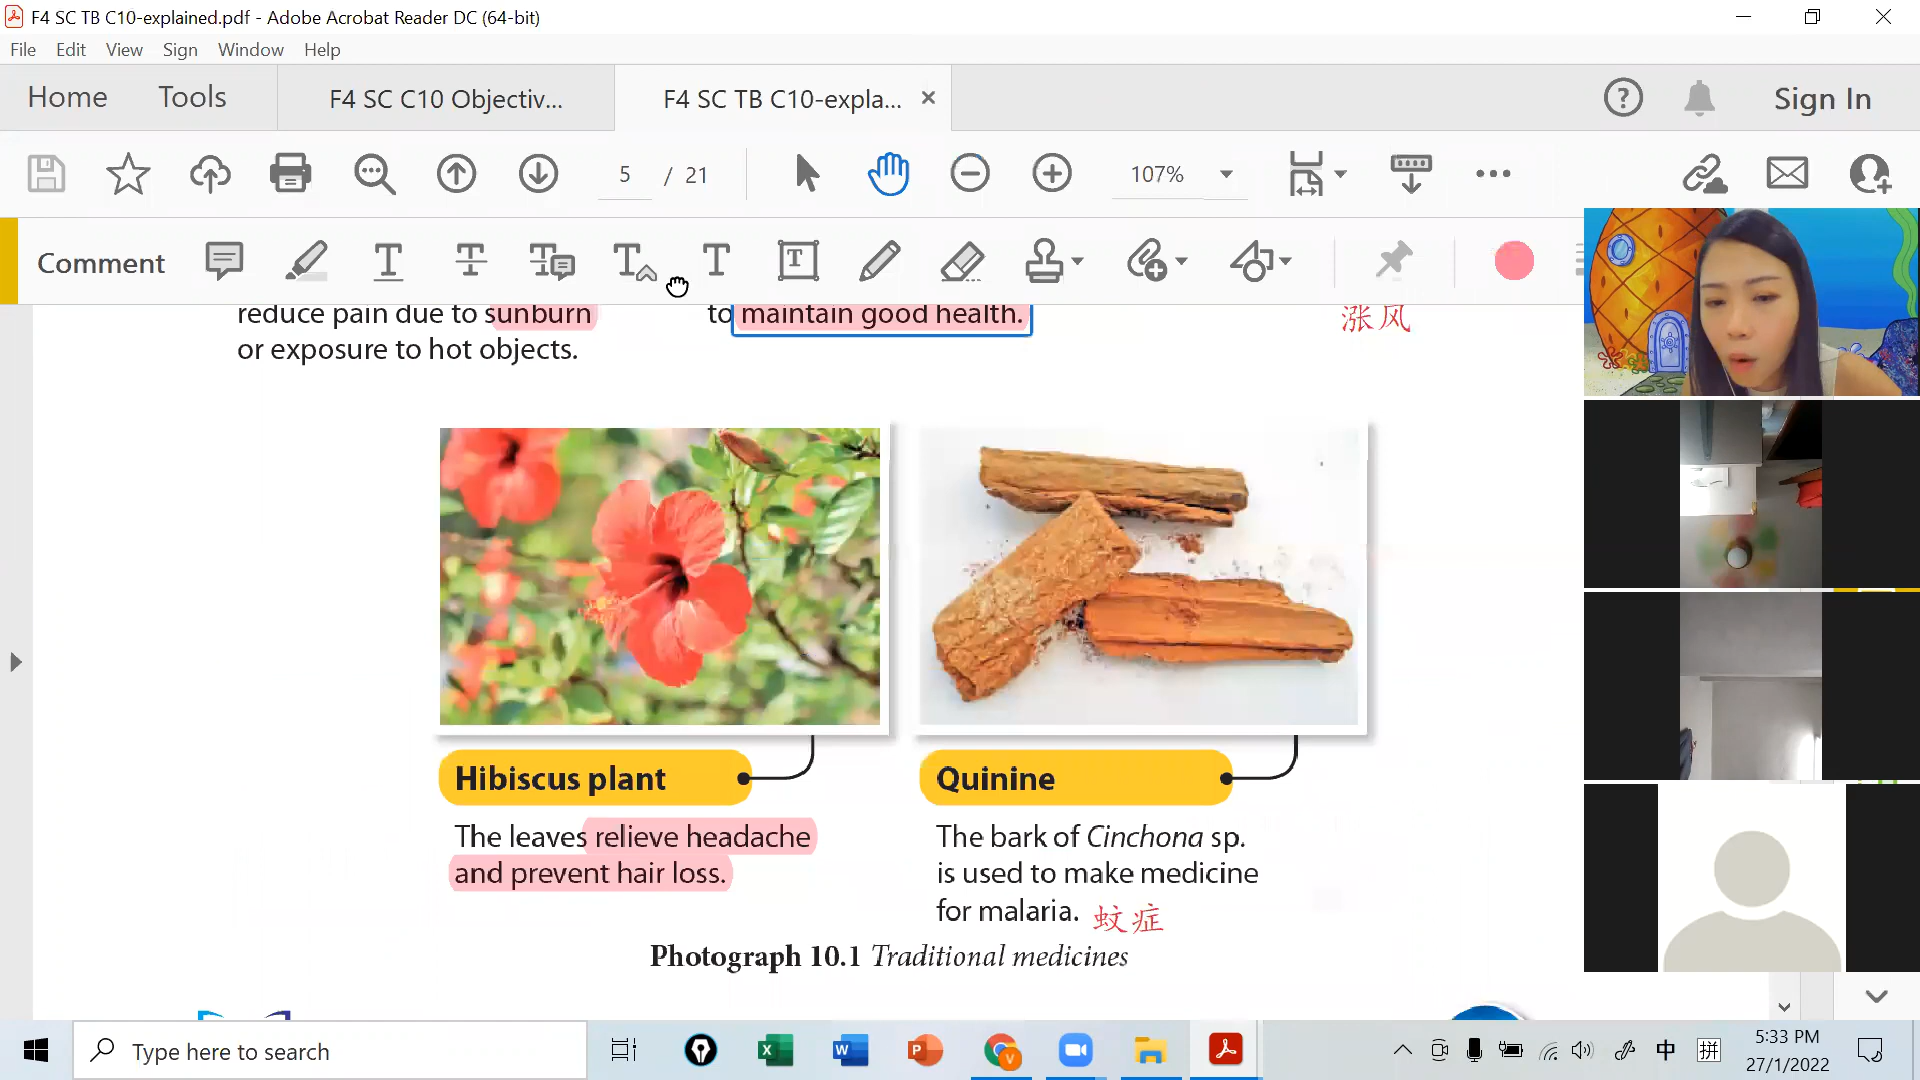 F4 SC TB C10-explained.pdf - Adobe Acrobat Reader DC (64-bit)
File Edit View Sign Window Help
Home Tools F4 SC C10 Objectiv... F4 SC TB C10-expla... Sign In
5 / 21 107%
Comment
reduce pain due to sunburn
or exposure to hot objects.
to maintain good health.
涨风
Hibiscus plant
The leaves relieve headache
and prevent hair loss.
Quinine
The bark of Cinchona sp.
is used to make medicine
for malaria. 蚊症
Photograph 10.1 Traditional medicines
Type here to search
中 拼
5:33 PM
27/1/2022